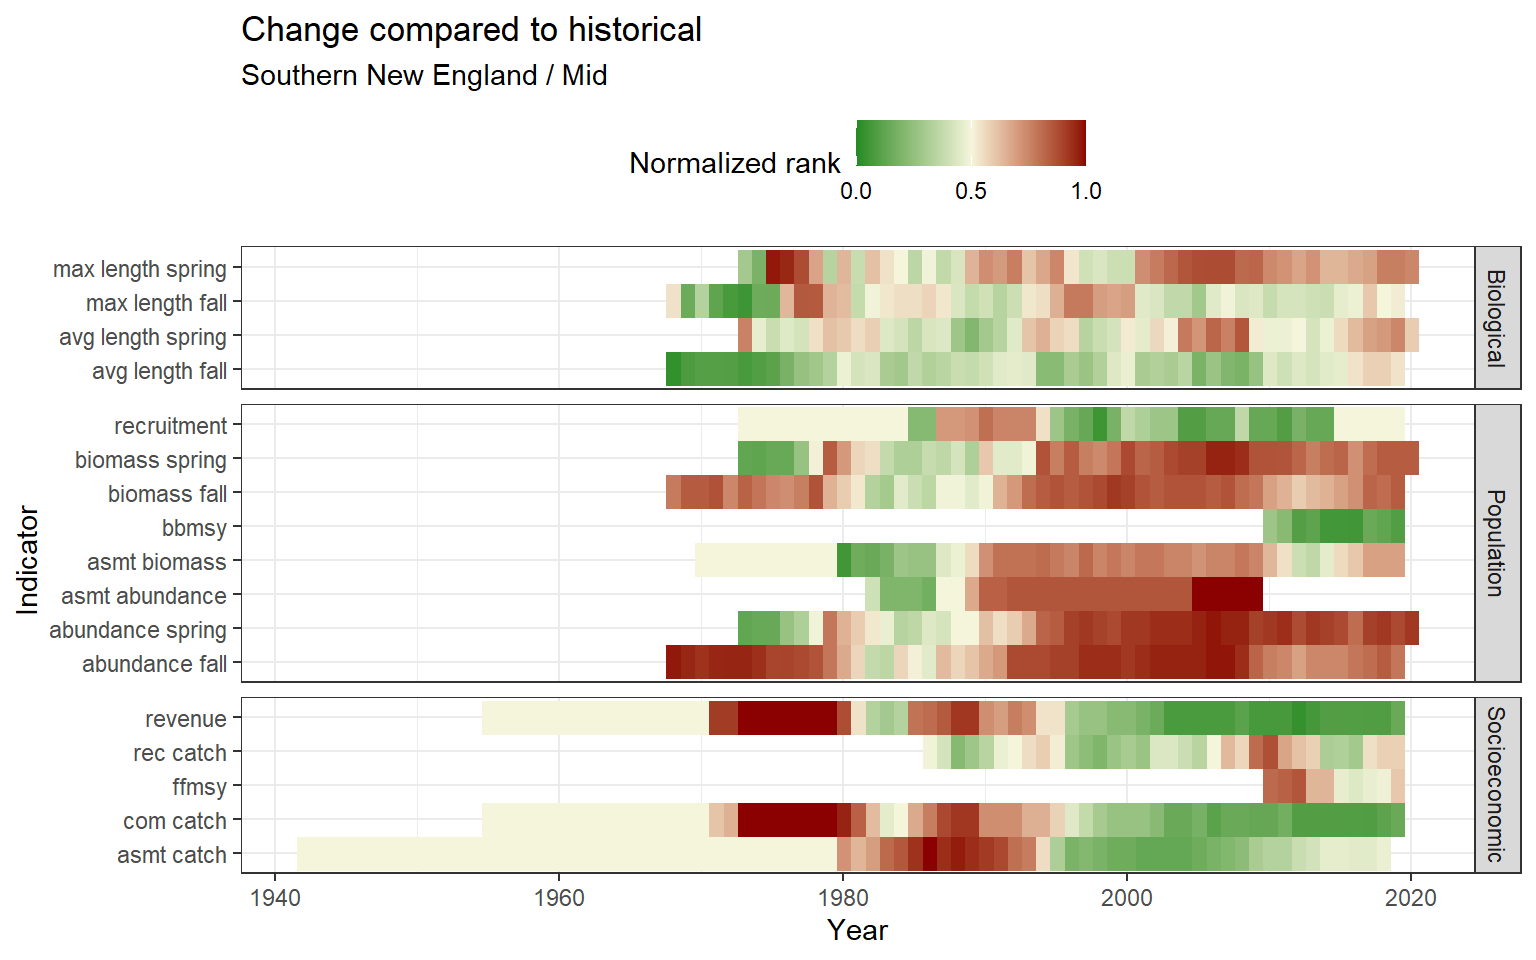 Change compared to historical
Southern New England / Mid
Normalized rank
0.0 0.5 1.0
Indicator
max length spring
max length fall
avg length spring
avg length fall
Biological
recruitment
biomass spring
biomass fall
bbmsy
asmt biomass
asmt abundance
abundance spring
abundance fall
Population
revenue
rec catch
ffmsy
com catch
asmt catch
Socioeconomic
1940 1960 1980 2000 2020
Year